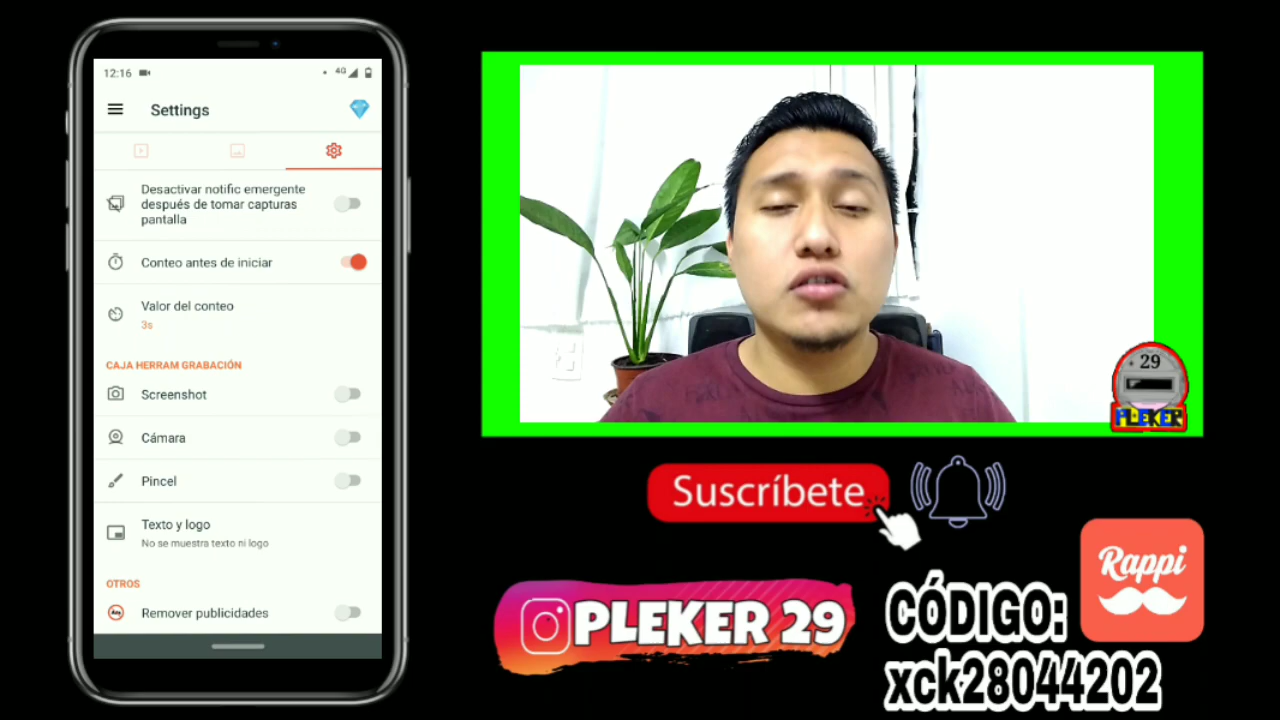 12:16
4G
Settings
Desactivar notific emergente
después de tomar capturas
pantalla
Conteo antes de iniciar
Valor del conteo
3s
CAJA HERRAM GRABACIÓN
Screenshot
Cámara
Pincel
Texto y logo
No se muestra texto ni logo
OTROS
Remover publicidades
29
PLEKER
Suscríbete
PLEKER 29
CÓDIGO:
xck28044202
Rappi